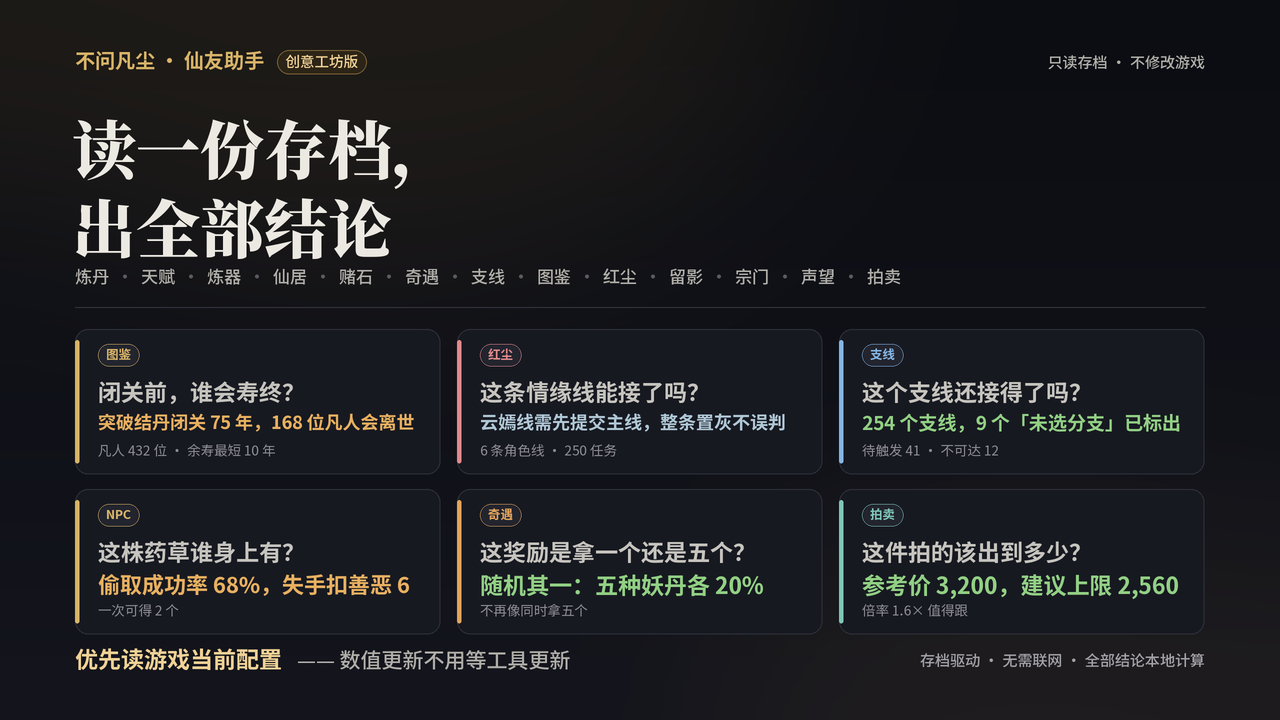 不问凡尘 · 仙友助手 创意工坊版
只读存档 · 不修改游戏
读一份存档,
出全部结论
炼丹 · 天赋 · 炼器 · 仙居 · 赌石 · 奇遇 · 支线 · 图鉴 · 红尘 · 留影 · 宗门 · 声望 · 拍卖
图鉴
闭关前，谁会寿终？
突破结丹闭关 75 年，168 位凡人会离世
凡人 432 位 · 余寿最短 10 年
红尘
这条情缘线能接了吗？
云嫣线需先提交主线，整条置灰不误判
6 条角色线 · 250 任务
支线
这个支线还接得了吗？
254 个支线，9 个「未选分支」已标出
待触发 41 · 不可达 12
NPC
这株药草谁身上有？
偷取成功率 68%，失手扣善恶 6
一次可得 2 个
奇遇
这奖励是拿一个还是五个？
随机其一：五种妖丹各 20%
不再像同时拿五个
拍卖
这件拍的该出到多少？
参考价 3,200，建议上限 2,560
倍率 1.6× 值得跟
优先读游戏当前配置 —— 数值更新不用等工具更新
存档驱动 · 无需联网 · 全部结论本地计算